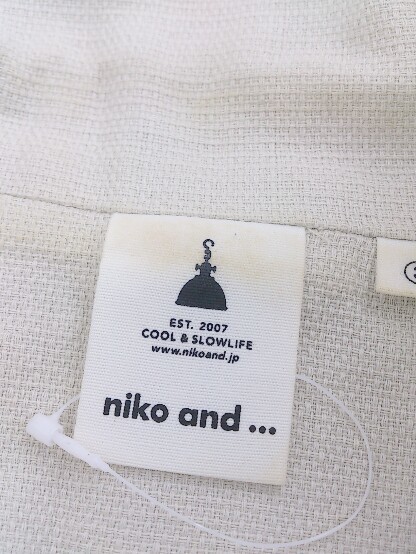 EST. 2007
COOL & SLOWLIFE
www.nikoand.jp
niko and ...